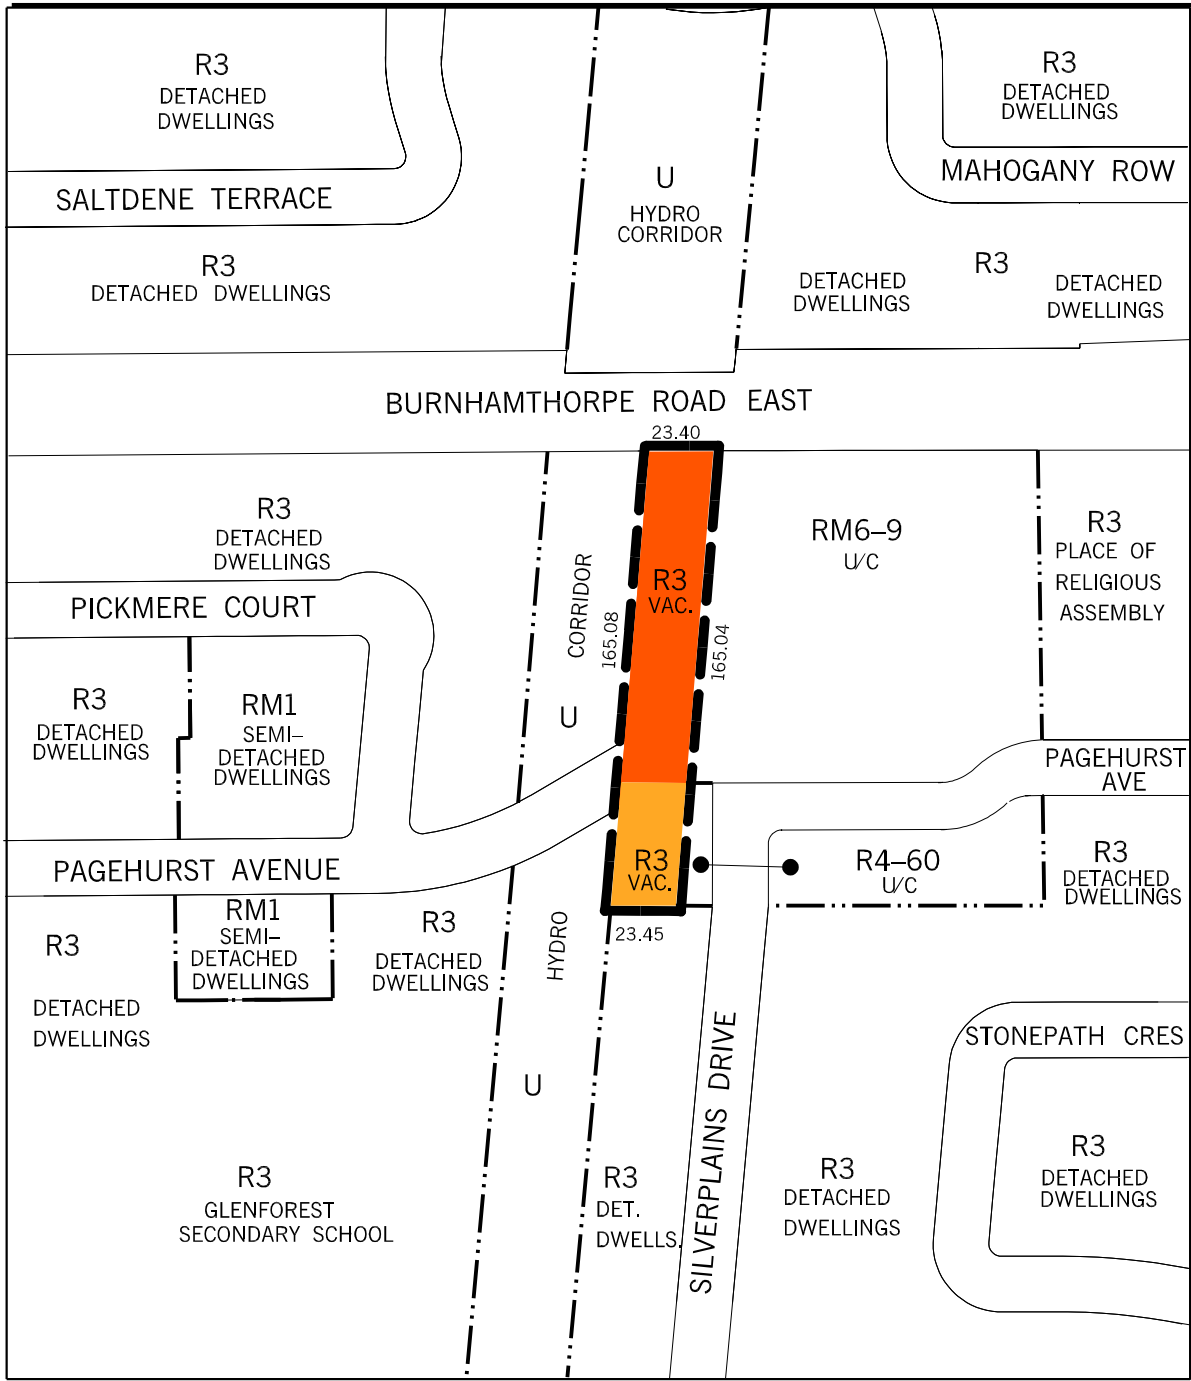 R3
DETACHED
DWELLINGS
R3
DETACHED
DWELLINGS
SALTDENE TERRACE
U
HYDRO
CORRIDOR
MAHOGANY ROW
R3
DETACHED DWELLINGS
R3
DETACHED
DWELLINGS
DETACHED
DWELLINGS
BURNHAMTHORPE ROAD EAST
23.40
R3
DETACHED
DWELLINGS
CORRIDOR
R3
VAC.
165.08
165.04
RM6–9
U/C
R3
PLACE OF
RELIGIOUS
ASSEMBLY
PICKMERE COURT
R3
DETACHED
DWELLINGS
RM1
SEMI–
DETACHED
DWELLINGS
U
PAGEHURST
AVE
PAGEHURST AVENUE
R3
VAC.
R4–60
U/C
R3
DETACHED
DWELLINGS
R3
DETACHED
DWELLINGS
RM1
SEMI–
DETACHED
DWELLINGS
R3
DETACHED
DWELLINGS
HYDRO
23.45
U
SILVERPLAINS DRIVE
STONEPATH CRES
R3
GLENFOREST
SECONDARY SCHOOL
R3
DET.
DWELLS.
R3
DETACHED
DWELLINGS
R3
DETACHED
DWELLINGS